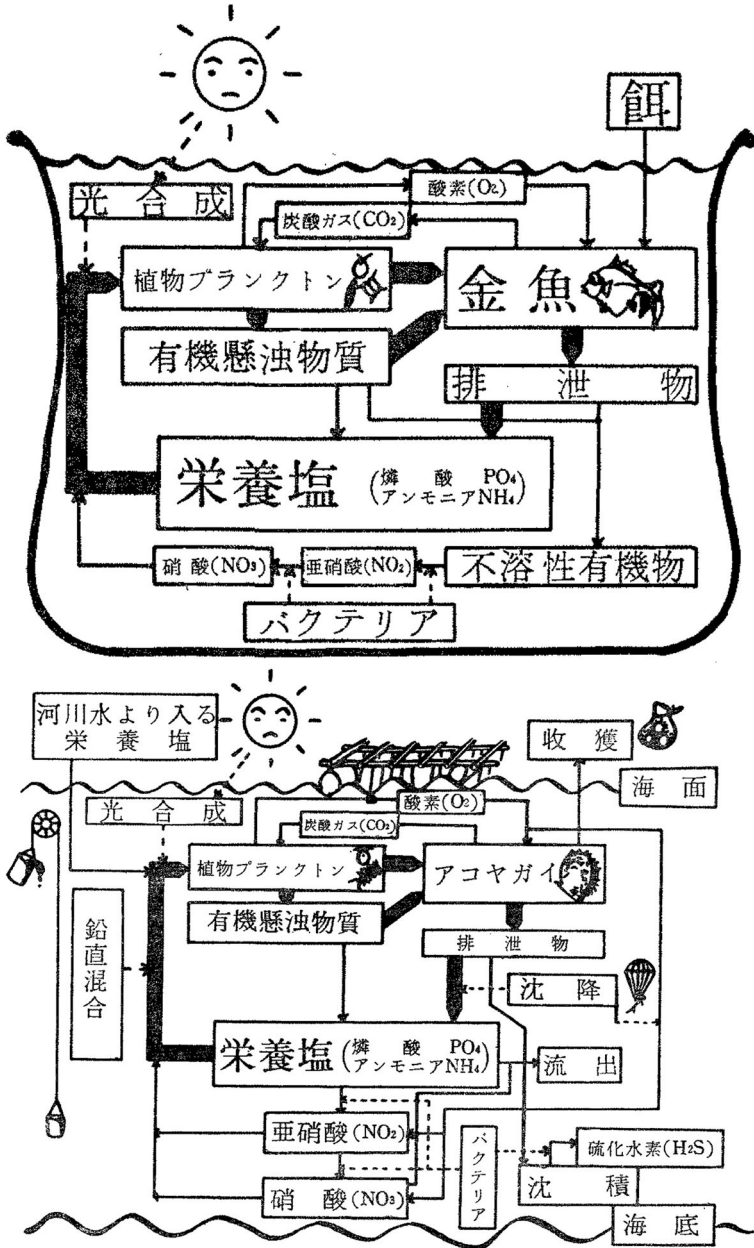 餌
酸素(O₂)
光合成
炭酸ガス(CO₂)
植物プランクトン
金魚
有機懸濁物質
排泄物
栄養塩(燐酸 PO₄
アンモニアNH₄)
硝酸(NO₃)
亜硝酸(NO₂)
不溶性有機物
バクテリア
河川水より入る
栄養塩
収獲
海面
光合成
酸素(O₂)
炭酸ガス(CO₂)
植物プランクトン
アコヤガイ
有機懸濁物質
排泄物
鉛直混合
沈降
栄養塩(燐酸 PO₄
アンモニアNH₄)
流出
亜硝酸(NO₂)
バクテリア
硫化水素(H₂S)
沈積
硝酸(NO₃)
海底